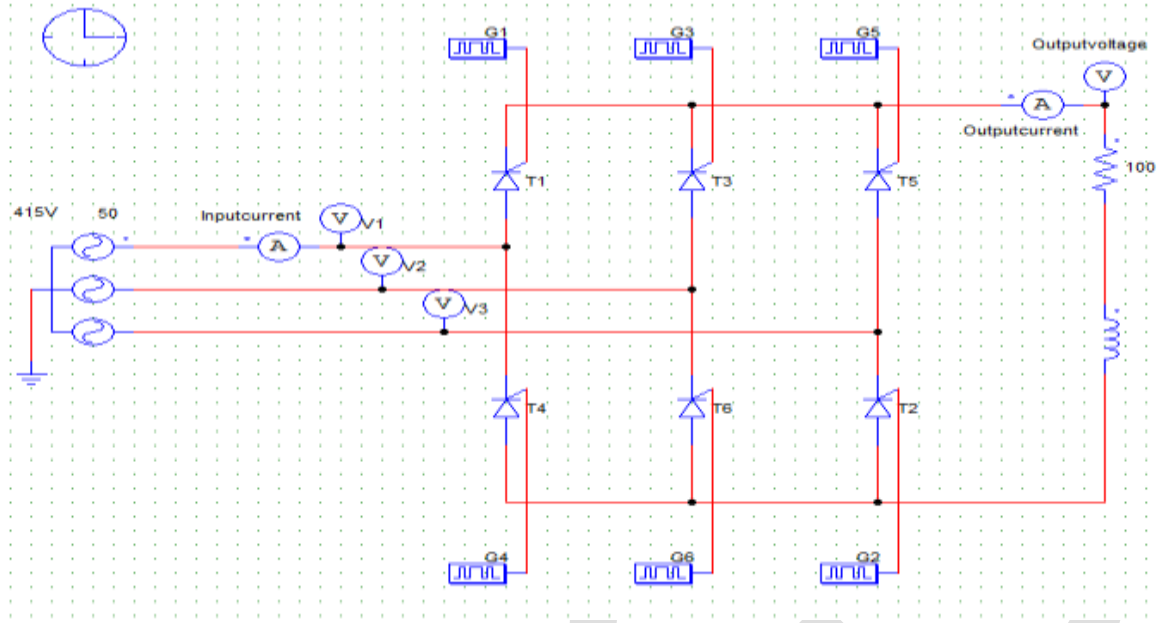 G1 G3 G5
Outputvoltage
V
A
Outputcurrent
T1 T3 T5
100
415V 50 Inputcurrent
A
V V1
V V2
V V3
T4 T6 T2
G4 G6 G2